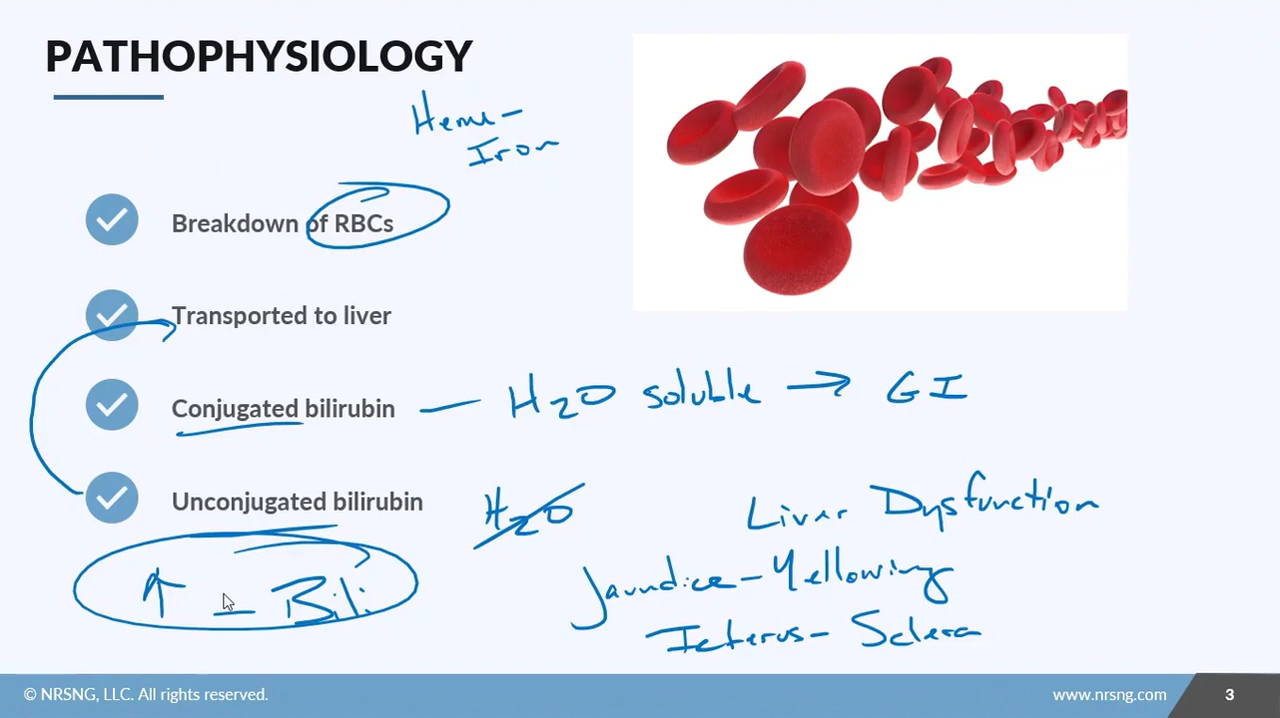 PATHOPHYSIOLOGY
Heme-
Iron
Breakdown of RBCs
Transported to liver
Conjugated bilirubin — H2O soluble → GI
Unconjugated bilirubin H2O
Liver Dysfunction
↑ — Bili
Jaundice - Yellowing
Icterus - Sclera
© NRSNG, LLC. All rights reserved.
www.nrsng.com 3